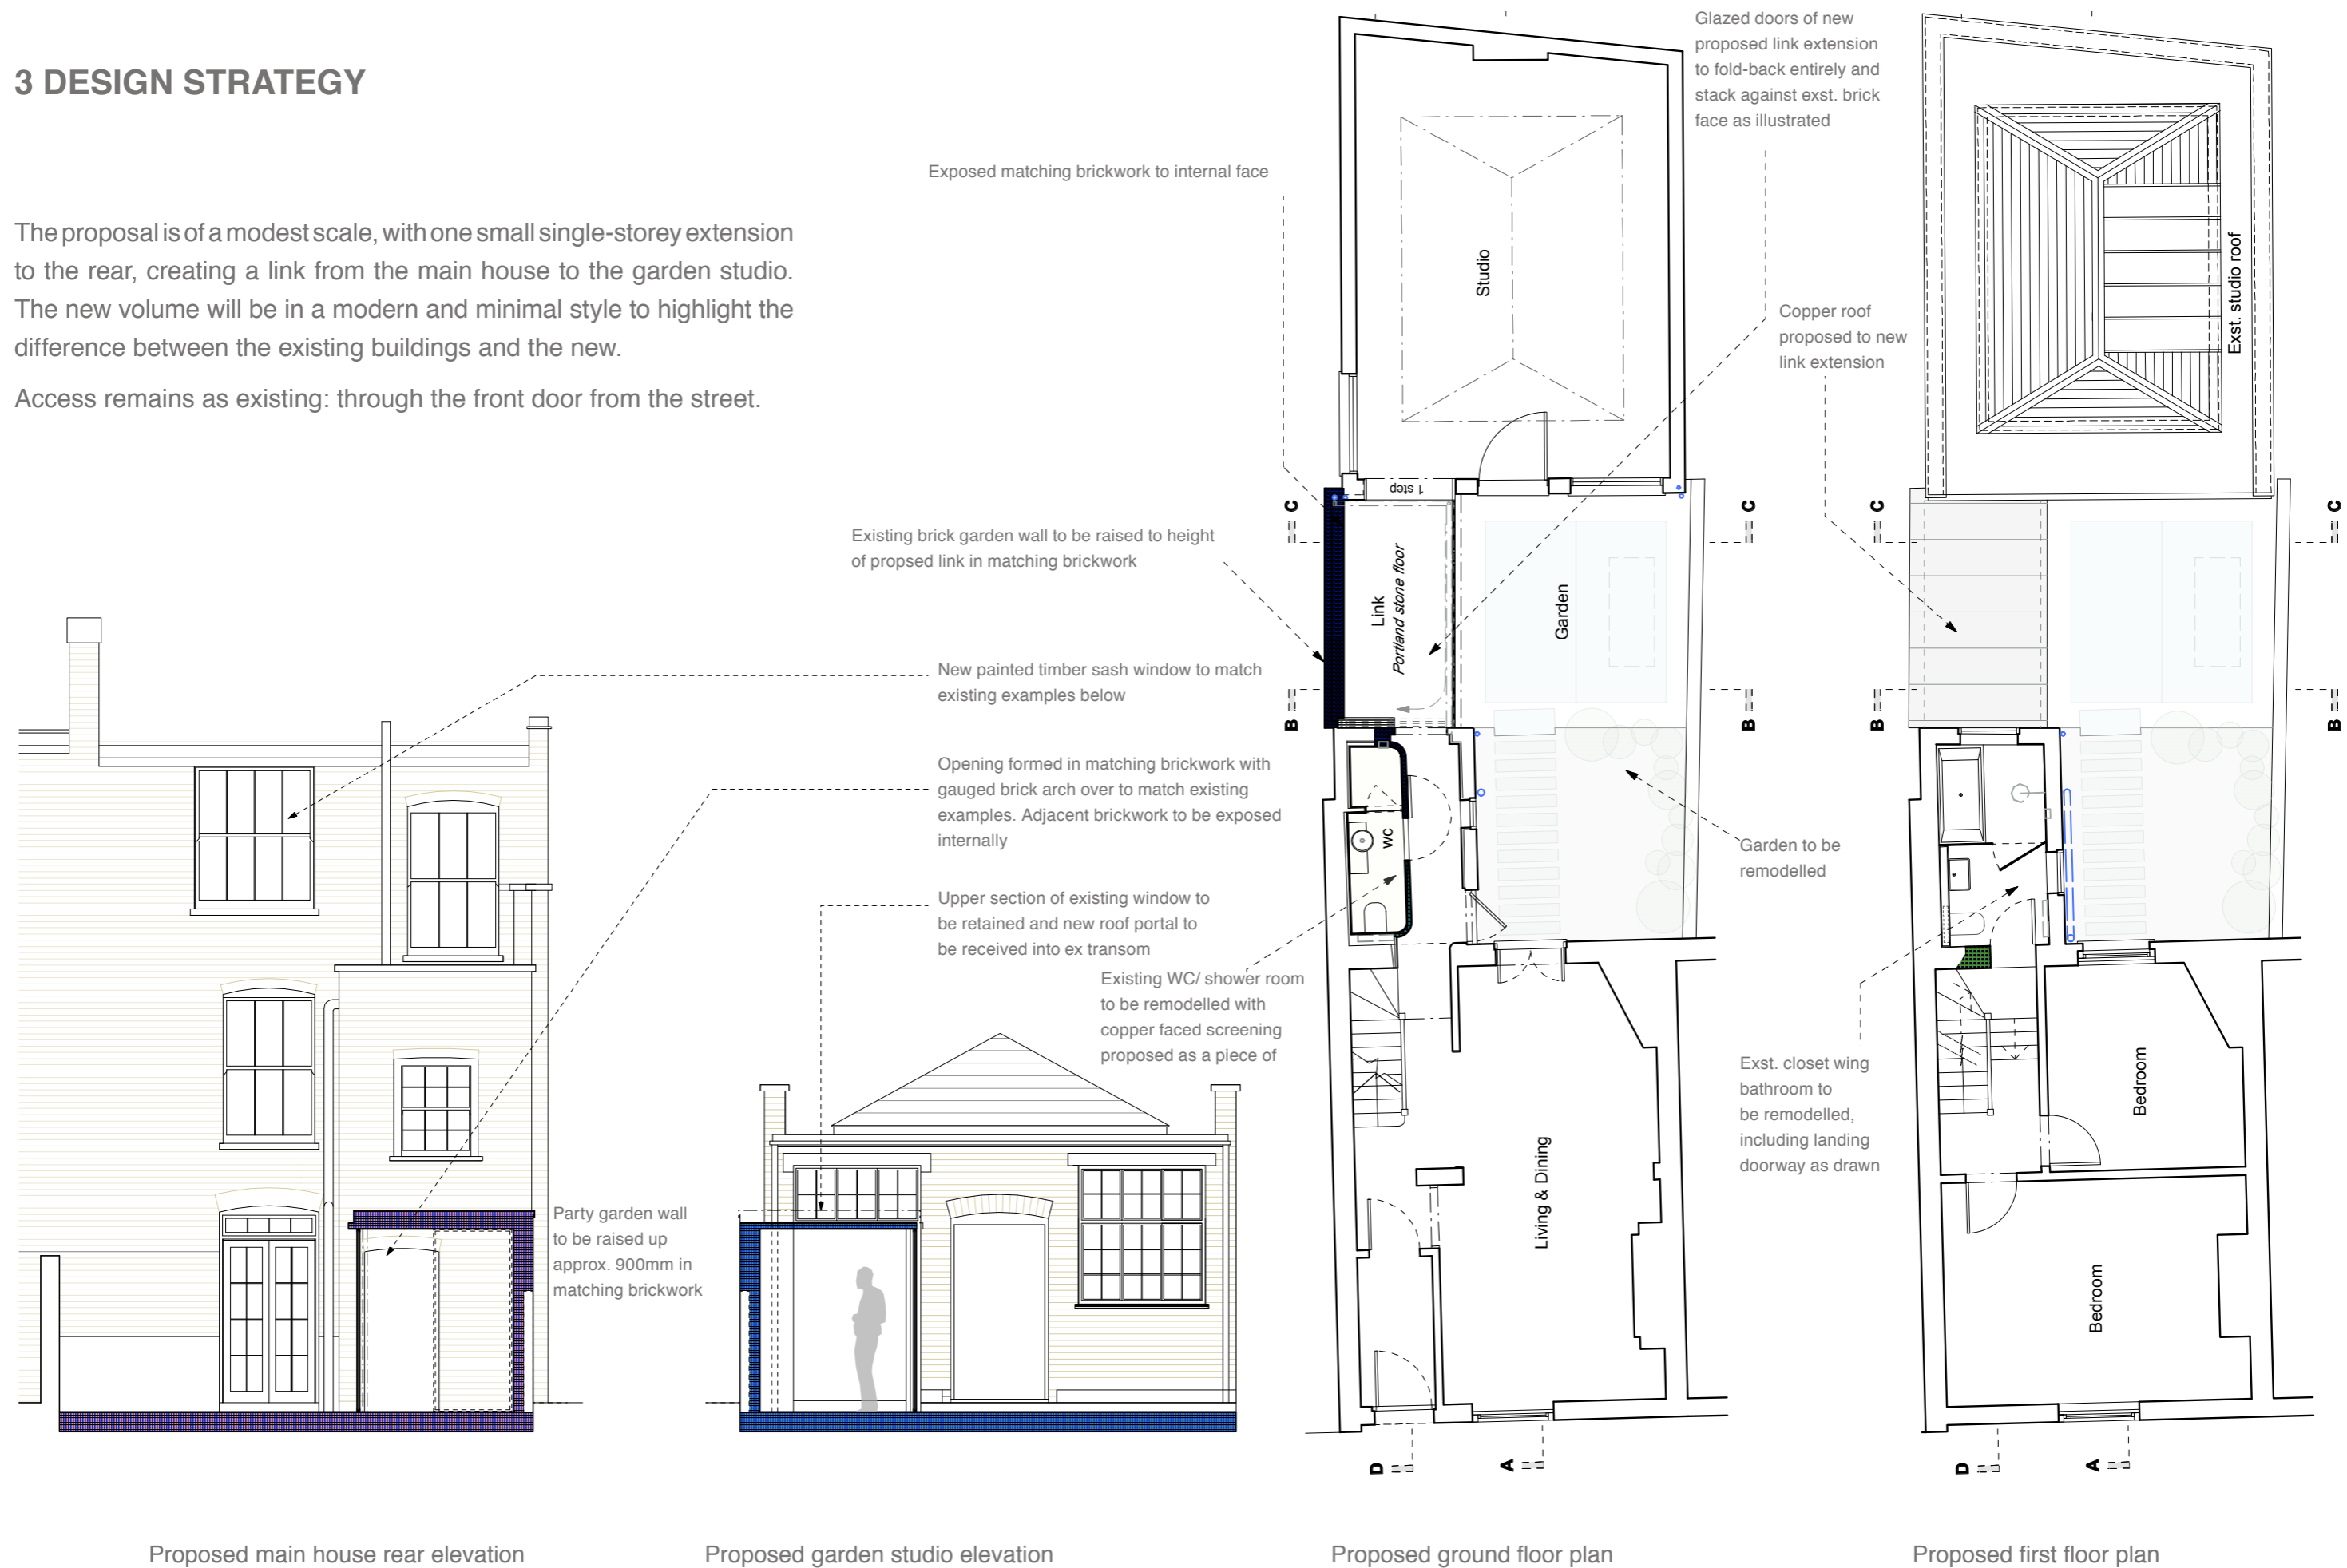 3 DESIGN STRATEGY
The proposal is of a modest scale, with one small single-storey extension
to the rear, creating a link from the main house to the garden studio.
The new volume will be in a modern and minimal style to highlight the
difference between the existing buildings and the new.
Access remains as existing: through the front door from the street.
Exposed matching brickwork to internal face
Existing brick garden wall to be raised to height
of propsed link in matching brickwork
New painted timber sash window to match
existing examples below
Opening formed in matching brickwork with
gauged brick arch over to match existing
examples. Adjacent brickwork to be exposed
internally
Upper section of existing window to
be retained and new roof portal to
be received into ex transom
Existing WC/ shower room
to be remodelled with
copper faced screening
proposed as a piece of
Party garden wall
to be raised up
approx. 900mm in
matching brickwork
Glazed doors of new
proposed link extension
to fold-back entirely and
stack against exst. brick
face as illustrated
Copper roof
proposed to new
link extension
Garden to be
remodelled
Exst. closet wing
bathroom to
be remodelled,
including landing
doorway as drawn
Studio
1 step
C
C
Link
Portland stone floor
Garden
B
B
WC
Living & Dining
D
A
Exst. studio roof
C
C
B
B
Bedroom
Bedroom
D
A
Proposed main house rear elevation
Proposed garden studio elevation
Proposed ground floor plan
Proposed first floor plan